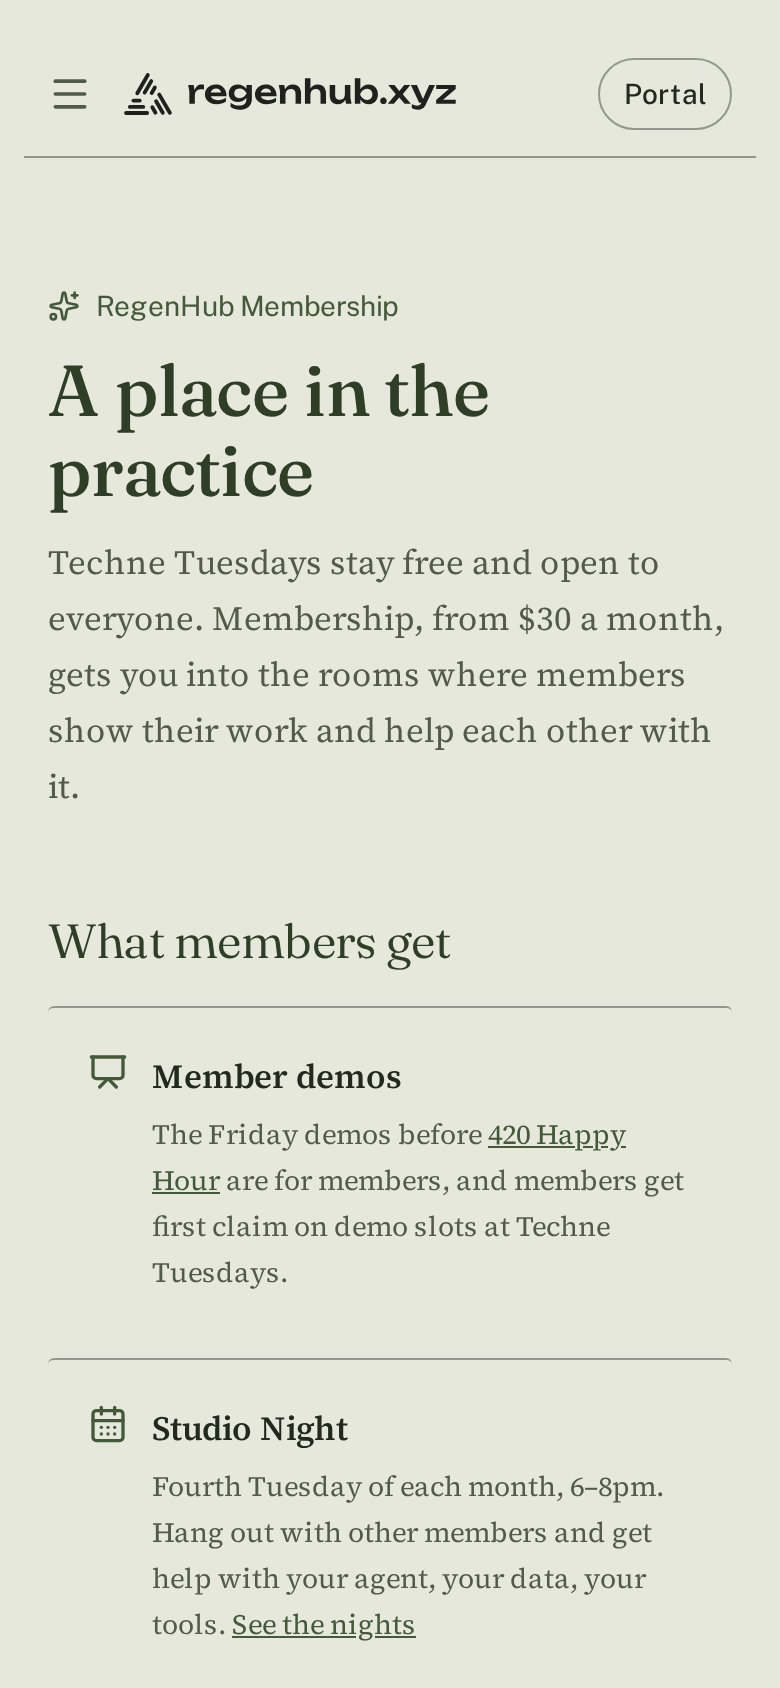 regenhub.xyz
Portal
RegenHub Membership
A place in the
practice
Techne Tuesdays stay free and open to
everyone. Membership, from $30 a month,
gets you into the rooms where members
show their work and help each other with
it.
What members get
Member demos
The Friday demos before 420 Happy
Hour are for members, and members get
first claim on demo slots at Techne
Tuesdays.
Studio Night
Fourth Tuesday of each month, 6–8pm.
Hang out with other members and get
help with your agent, your data, your
tools. See the nights